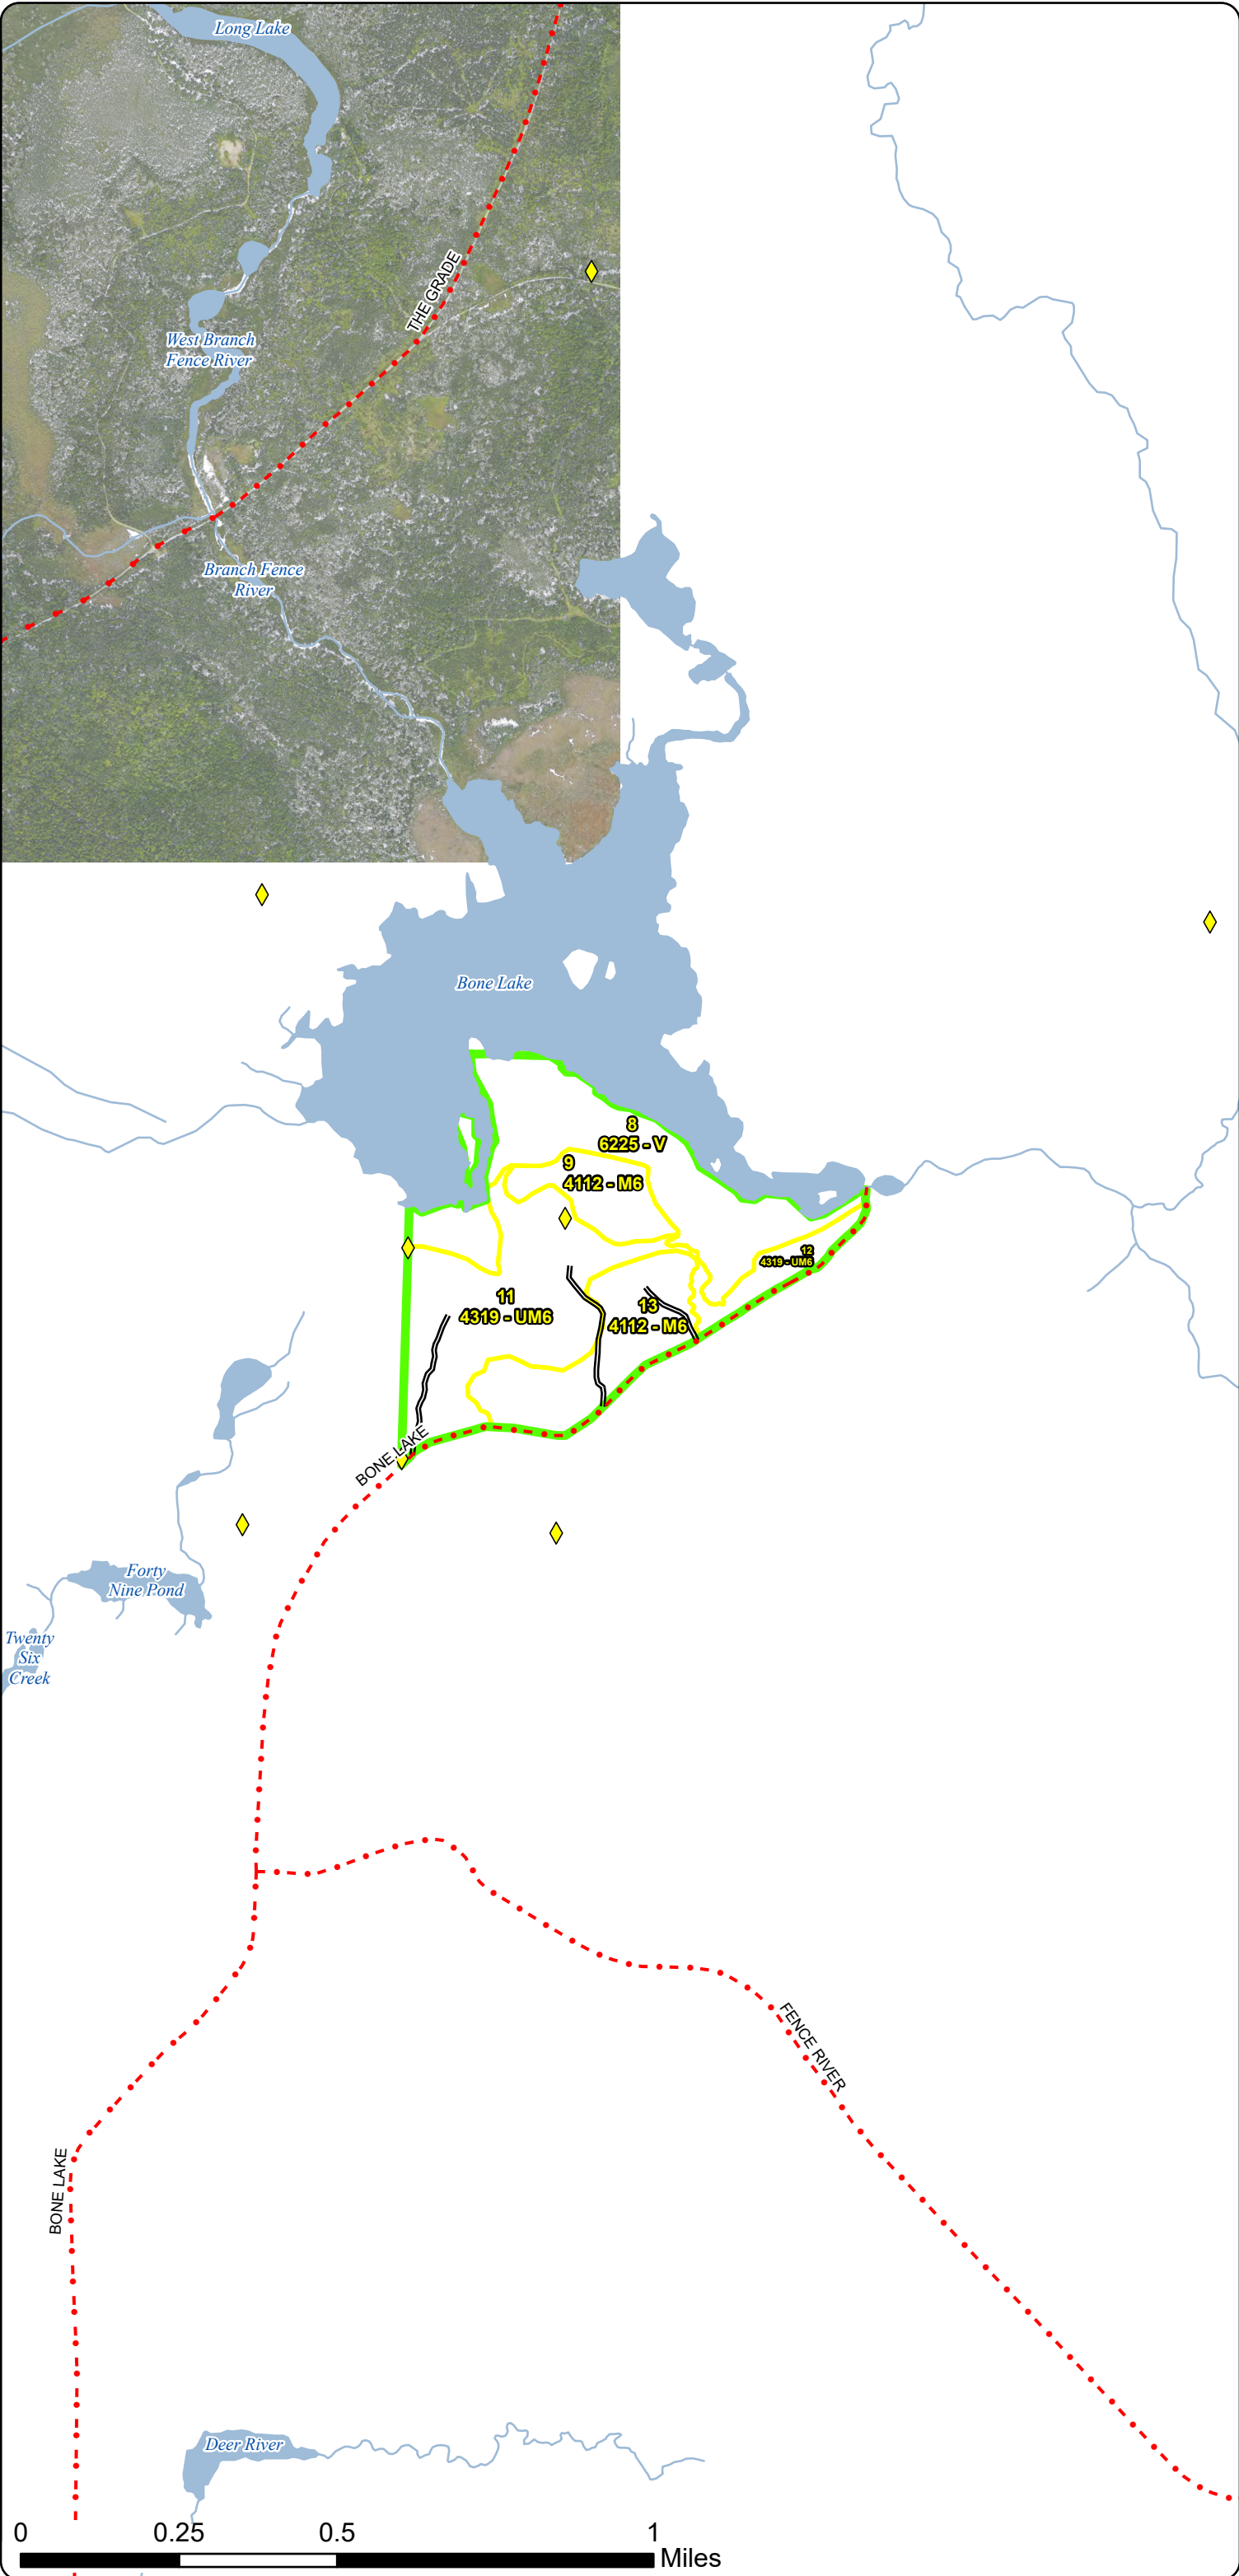 Long Lake
THE GRADE
West Branch
Fence River
Branch Fence
River
Bone Lake
8
6225 - V
9
4112 - M6
12
4319 - UM6
11
4319 - UM6
13
4112 - M6
BONE LAKE
Forty
Nine Pond
Twenty
Six
Creek
FENCE RIVER
BONE LAKE
Deer River
0 0.25 0.5 1
Miles